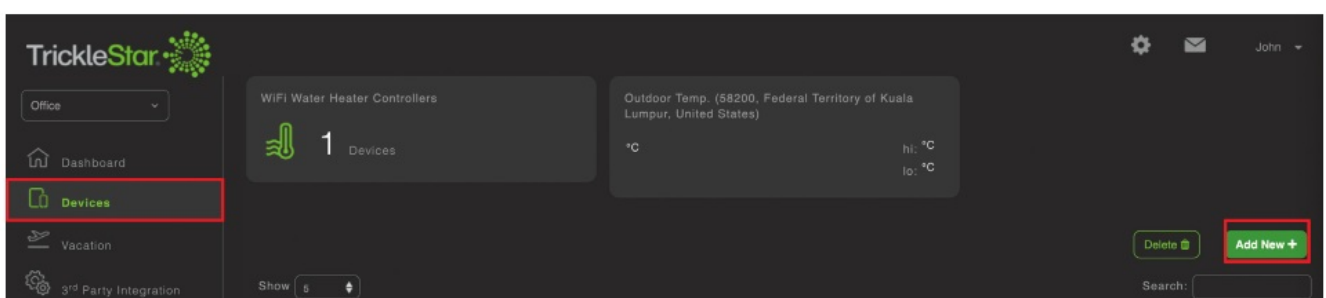 TrickleStar
John
Office
WiFi Water Heater Controllers
1 Devices
Outdoor Temp. (58200, Federal Territory of Kuala
Lumpur, United States)
°C
hi: °C
lo: °C
Dashboard
Devices
Vacation
3rd Party Integration
Delete
Add New +
Show 5
Search: